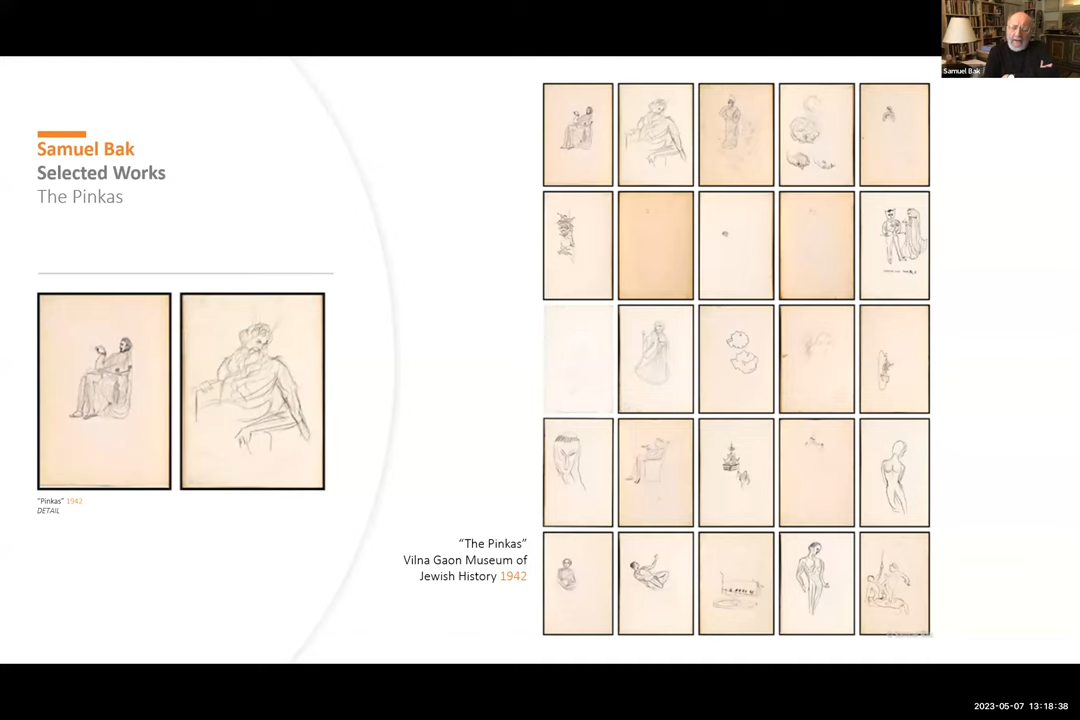 Samuel Bak
Samuel Bak
Selected Works
The Pinkas
"Pinkas" 1942
DETAIL
“The Pinkas”
Vilna Gaon Museum of
Jewish History 1942
2023-05-07 13:18:38